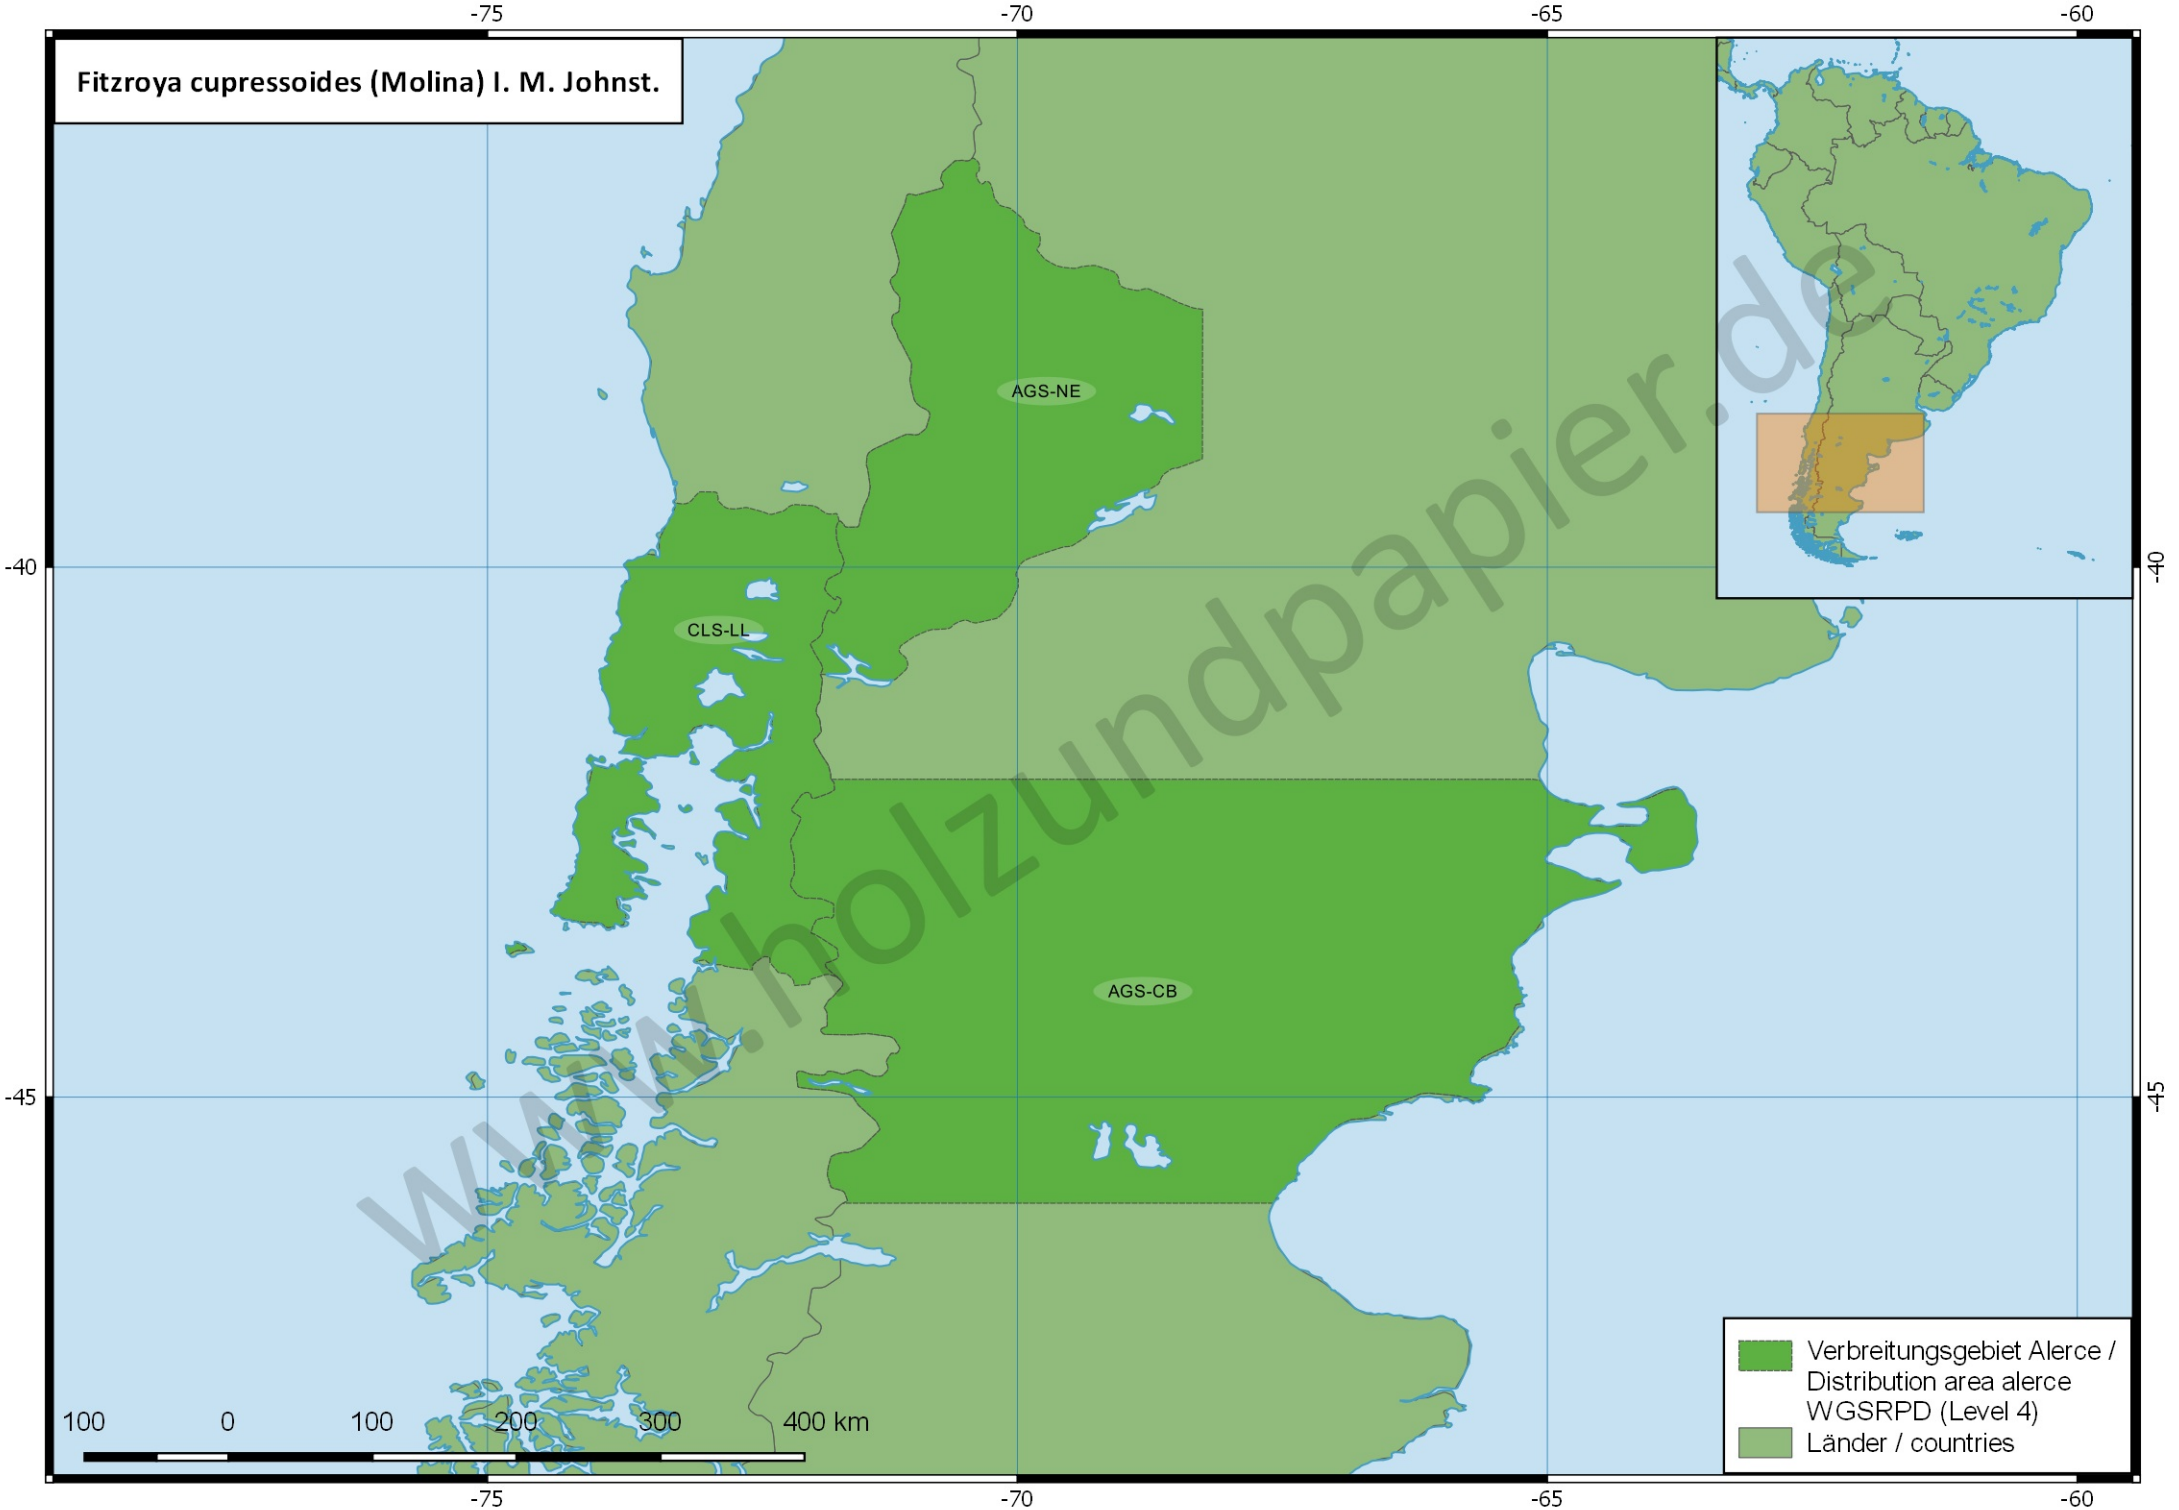 -75 -70 -65 -60
Fitzroya cupressoides (Molina) I. M. Johnst.
AGS-NE
-40 -40
CLS-LL
www.holzundpapier.de
AGS-CB
-45 -45
Verbreitungsgebiet Alerce /
Distribution area alerce
WGSRPD (Level 4)
Länder / countries
100 0 100 200 300 400 km
-75 -70 -65 -60